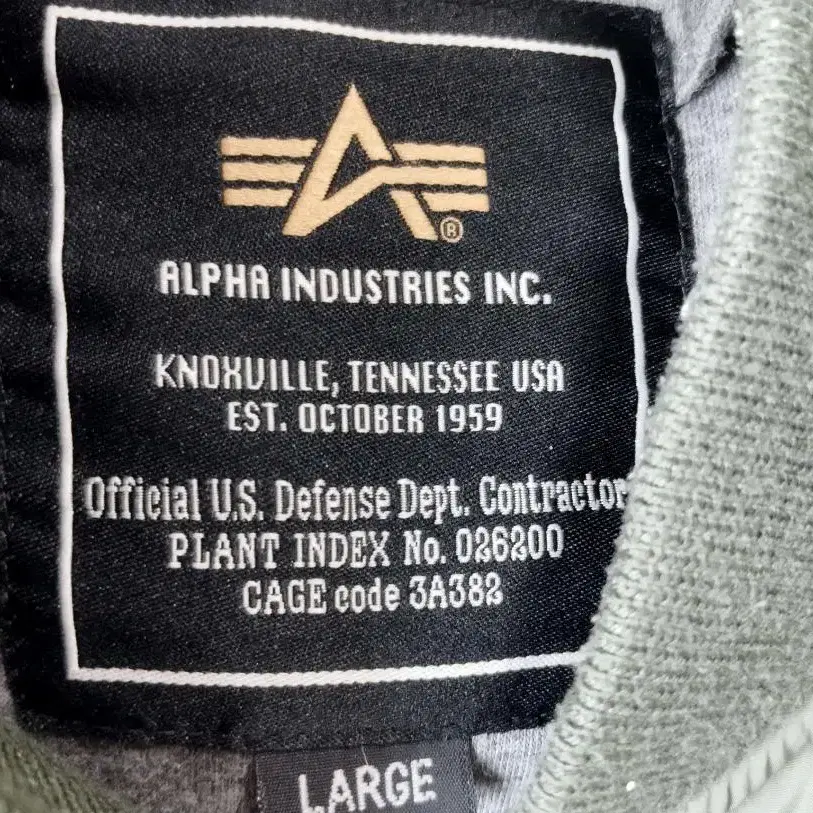 ®
ALPHA INDUSTRIES INC.
KNOXVILLE, TENNESSEE USA
EST. OCTOBER 1959
Official U.S. Defense Dept. Contractor
PLANT INDEX No. 026200
CAGE code 3A382
LARGE